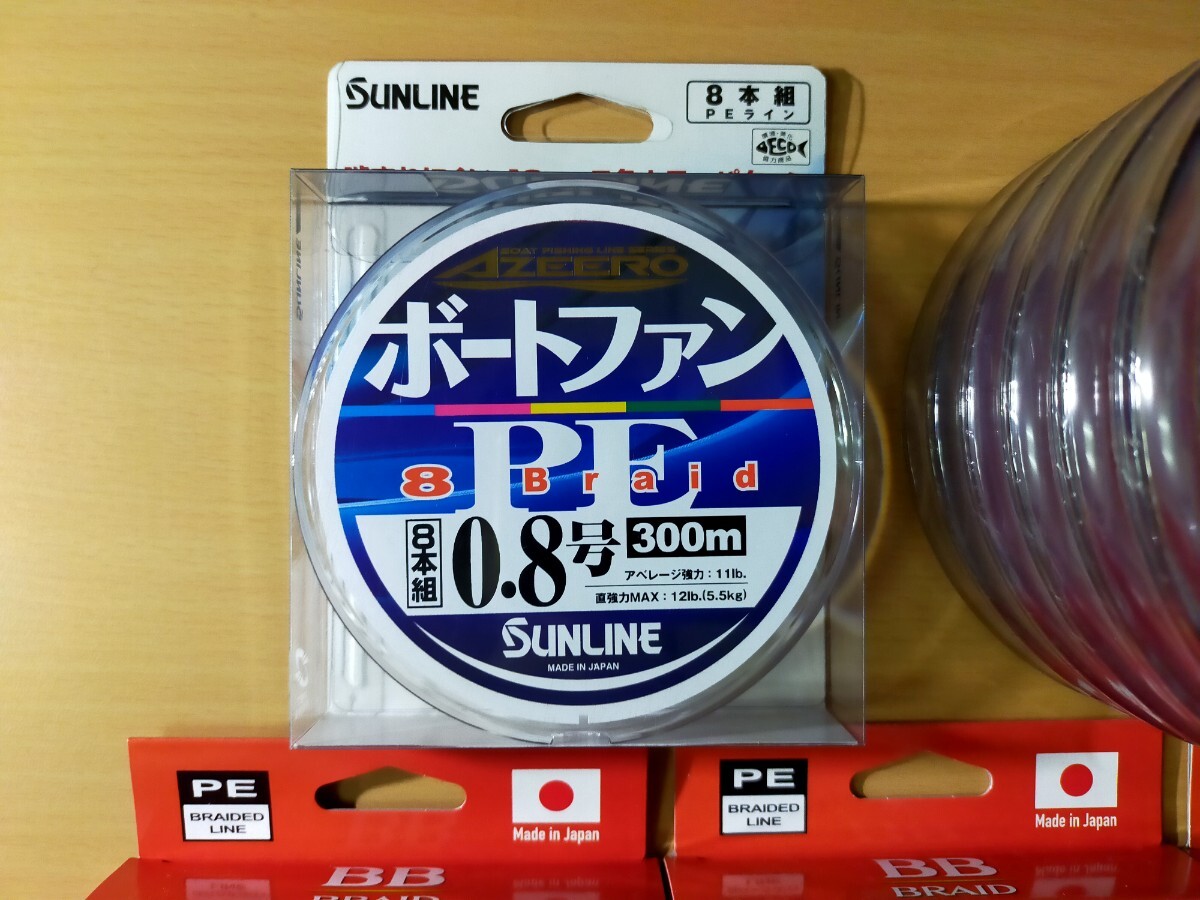 SUNLINE
8本組
PEライン
ECO
BOAT FISHING LINE SERIES
AZEERO
ボートファン
PE
8 Braid
8本組
0.8号
300m
アベレージ強力：11lb.
直強力MAX：12lb.(5.5kg)
SUNLINE
MADE IN JAPAN
PE
BRAIDED
LINE
Made in Japan
BB
BRAID
PE
BRAIDED
LINE
Made in Japan
BB
BRAID